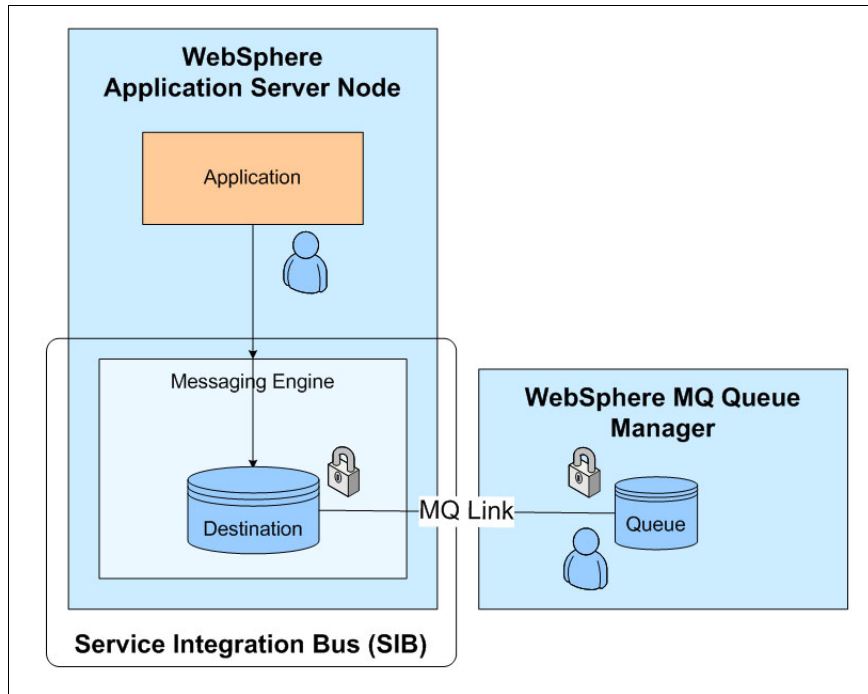 WebSphere
Application Server Node
Application
Messaging Engine
Destination
MQ Link
WebSphere MQ Queue
Manager
Queue
Service Integration Bus (SIB)